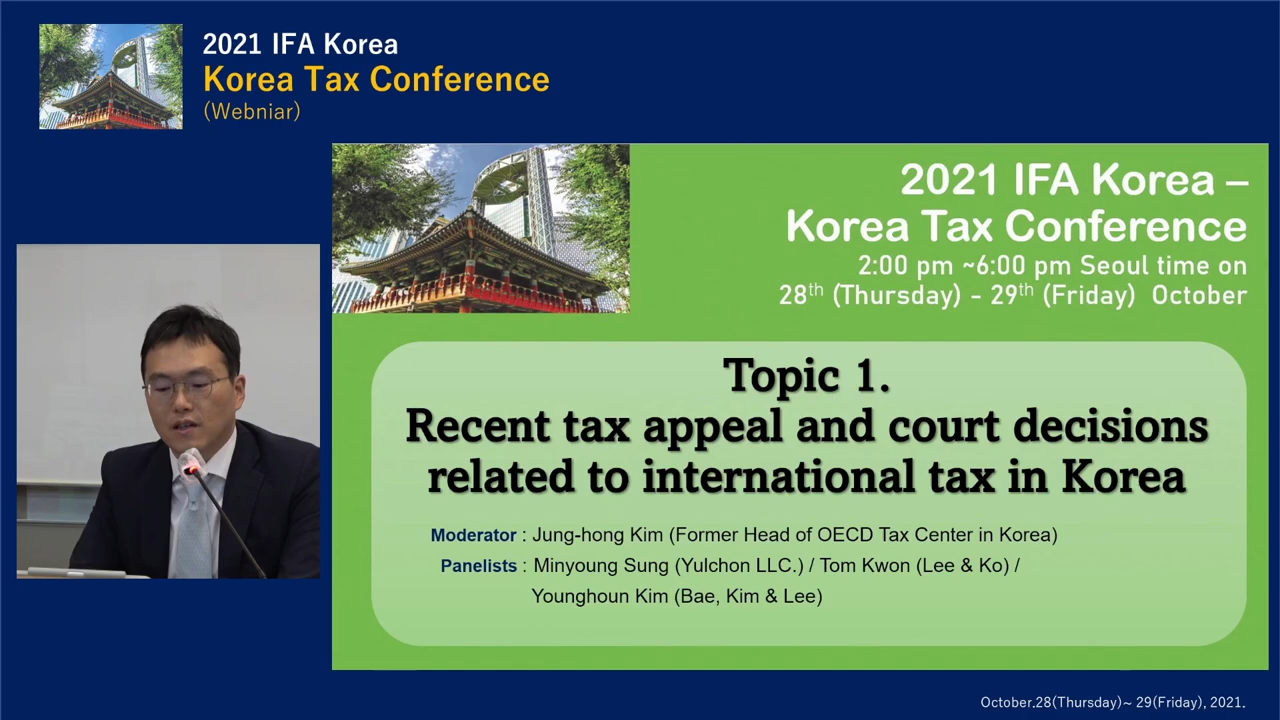 2021 IFA Korea
Korea Tax Conference
(Webniar)
2021 IFA Korea –
Korea Tax Conference
2:00 pm ~6:00 pm Seoul time on
28th (Thursday) - 29th (Friday) October
Topic 1.
Recent tax appeal and court decisions
related to international tax in Korea
Moderator : Jung-hong Kim (Former Head of OECD Tax Center in Korea)
Panelists : Minyoung Sung (Yulchon LLC.) / Tom Kwon (Lee & Ko) /
Younghoun Kim (Bae, Kim & Lee)
October.28(Thursday)~ 29(Friday), 2021.